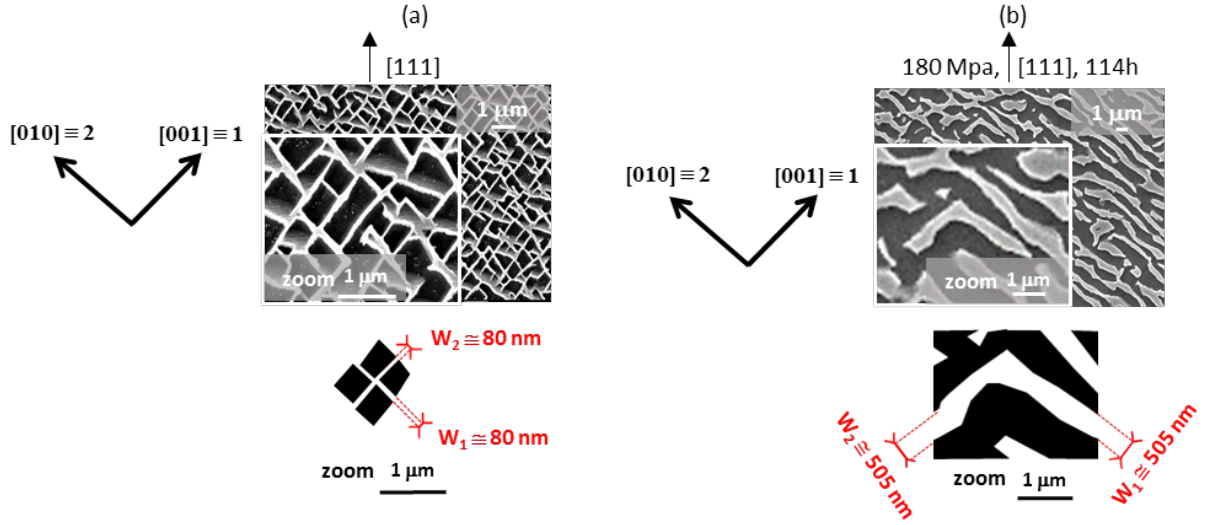 (a)
[111]
[010] ≡ 2
[001] ≡ 1
1 μm
zoom 1 μm
W₂ ≅ 80 nm
W₁ ≅ 80 nm
zoom 1 μm
(b)
180 Mpa, [111], 114h
[010] ≡ 2
[001] ≡ 1
1 μm
zoom 1 μm
W₂ ≅ 505 nm
W₁ ≅ 505 nm
zoom 1 μm